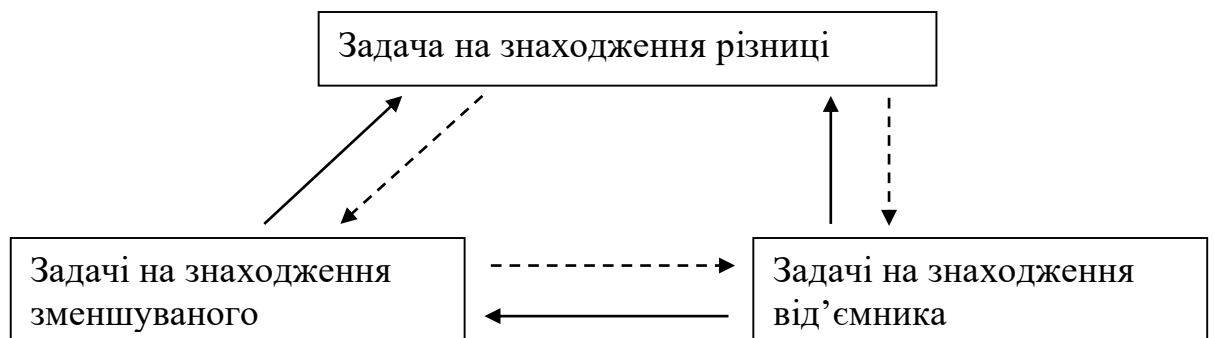 Задача на знаходження різниці
Задачі на знаходження
зменшуваного
Задачі на знаходження
від’ємника